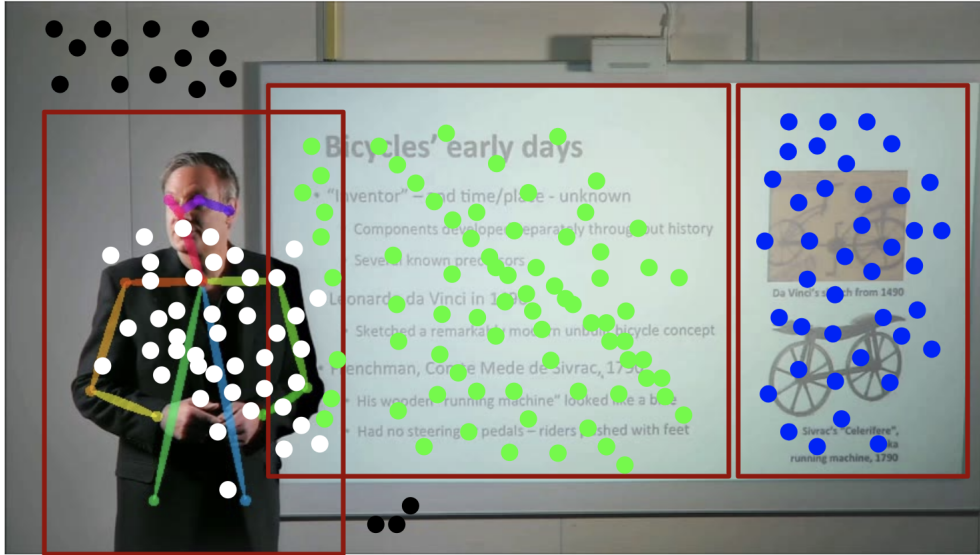 Bicycles' early days
• "Inventor" – and time/place - unknown
Components developed separately throughout history
Several known precursors
Leonardo da Vinci in 1490
• Sketched a remarkably modern unbuilt bicycle concept
Frenchman, Comte Mede de Sivrac, 1790
• His wooden "running machine" looked like a bike
• Had no steering or pedals – riders pushed with feet
Da Vinci's sketch from 1490
Sivrac's "Celerifere",
aka
running machine, 1790